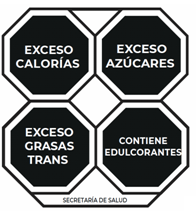 EXCESO
CALORÍAS
EXCESO
AZÚCARES
EXCESO
GRASAS
TRANS
CONTIENE
EDULCORANTES
SECRETARÍA DE SALUD